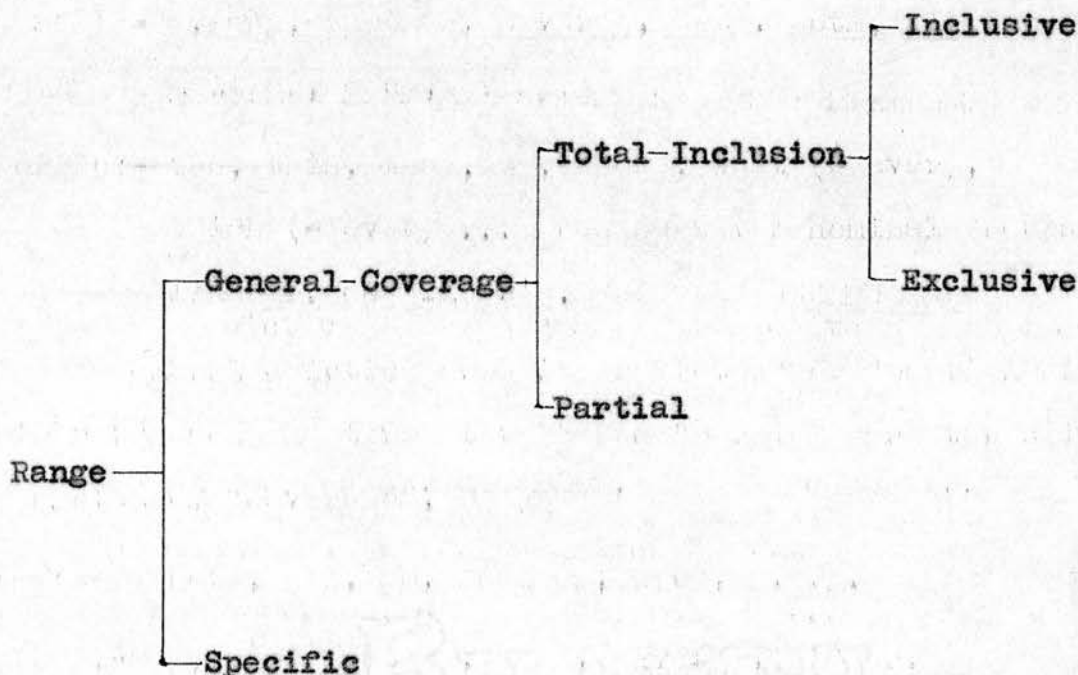 Inclusive
Total Inclusion
General Coverage
Exclusive
Partial
Range
Specific